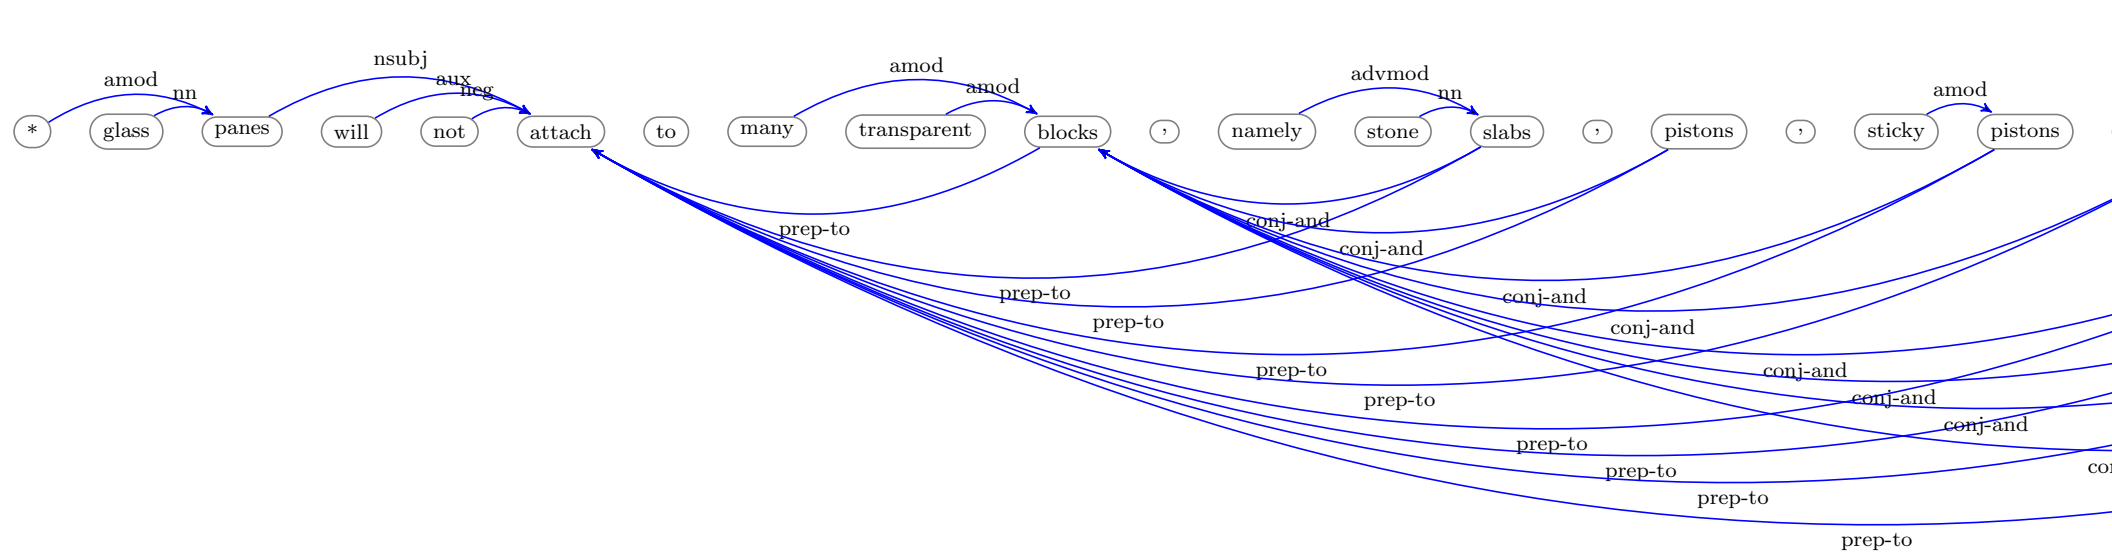 nsubj
amod amod
amod aux amod advmod amod
nn neg nn
* glass panes will not attach to many transparent blocks , namely stone slabs , pistons , sticky pistons
conj-and
prep-to
conj-and
prep-to conj-and
prep-to conj-and
prep-to conj-and
prep-to conj-and
conj-and
prep-to
prep-to
prep-to
prep-to